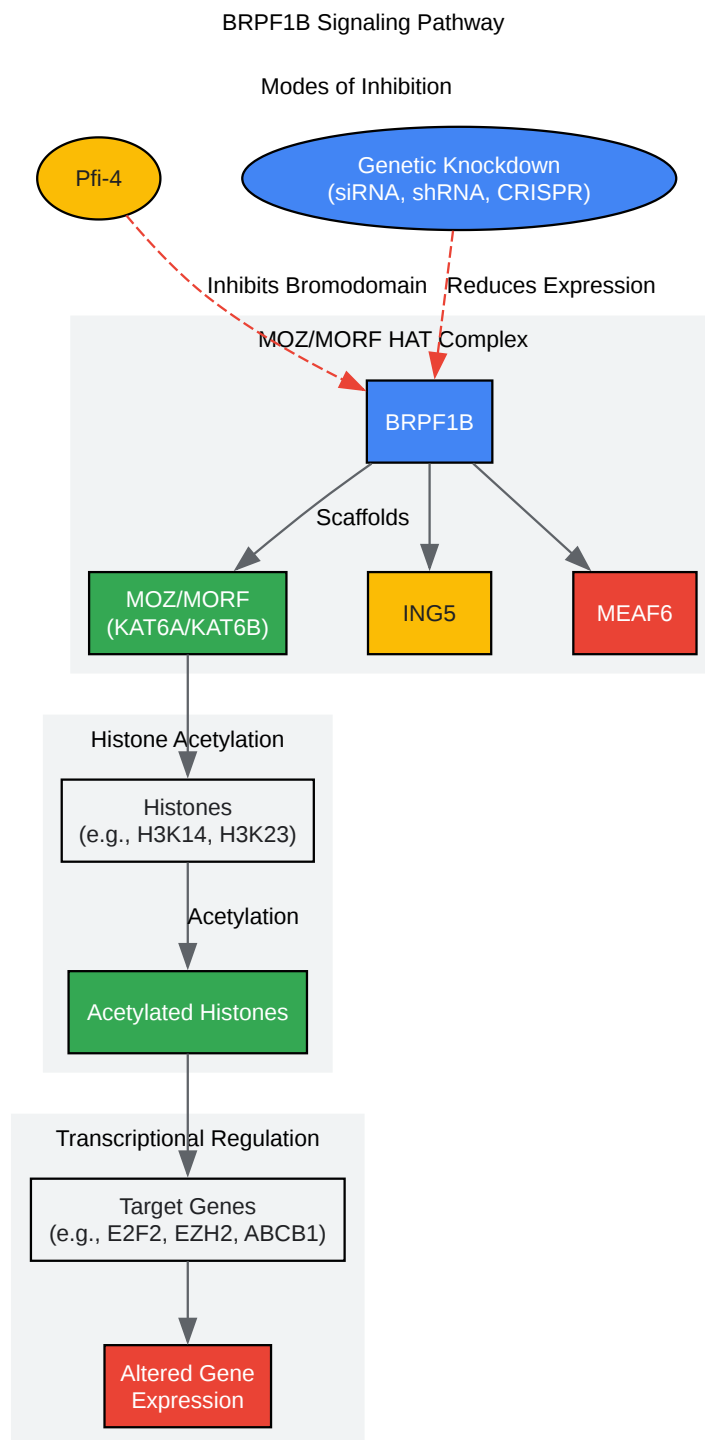 BRPF1B Signaling Pathway
Modes of Inhibition
Pfi-4
Genetic Knockdown
(siRNA, shRNA, CRISPR)
Inhibits Bromodomain
Reduces Expression
MOZ/MORF HAT Complex
BRPF1B
Scaffolds
MOZ/MORF
(KAT6A/KAT6B)
ING5
MEAF6
Histone Acetylation
Histones
(e.g., H3K14, H3K23)
Acetylation
Acetylated Histones
Transcriptional Regulation
Target Genes
(e.g., E2F2, EZH2, ABCB1)
Altered Gene
Expression